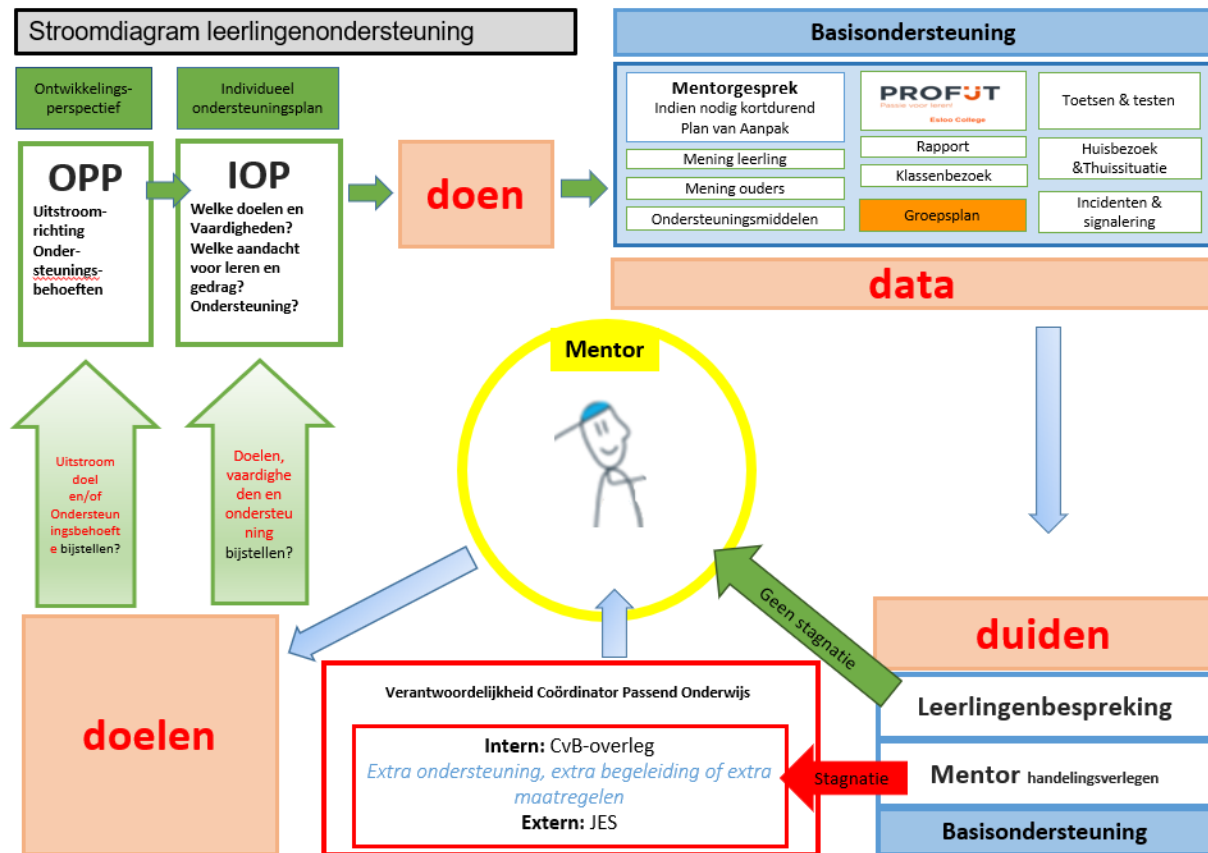 Stroomdiagram leerlingenondersteuning
Ontwikkelings-
perspectief
Individueel
ondersteuningsplan
OPP
Uitstroom-
richting
Onder-
steunings-
behoeften
IOP
Welke doelen en
Vaardigheden?
Welke aandacht
voor leren en
gedrag?
Ondersteuning?
doen
Basisondersteuning
Mentorgesprek
Indien nodig kortdurend
Plan van Aanpak
Mening leerling
Mening ouders
Ondersteuningsmiddelen
PROFIJT
Passie voor leren!
Esloo College
Rapport
Klassenbezoek
Groepsplan
Toetsen & testen
Huisbezoek
&Thuissituatie
Incidenten &
signalering
data
Mentor
Uitstroom
doel
en/of
Ondersteun
ingsbehoeft
e bijstellen?
Doelen,
vaardighe
den en
ondersteu
ning
bijstellen?
doelen
Geen stagnatie
duiden
Leerlingenbespreking
Mentor handelingsverlegen
Basisondersteuning
Stagnatie
Verantwoordelijkheid Coördinator Passend Onderwijs
Intern: CvB-overleg
Extra ondersteuning, extra begeleiding of extra
maatregelen
Extern: JES